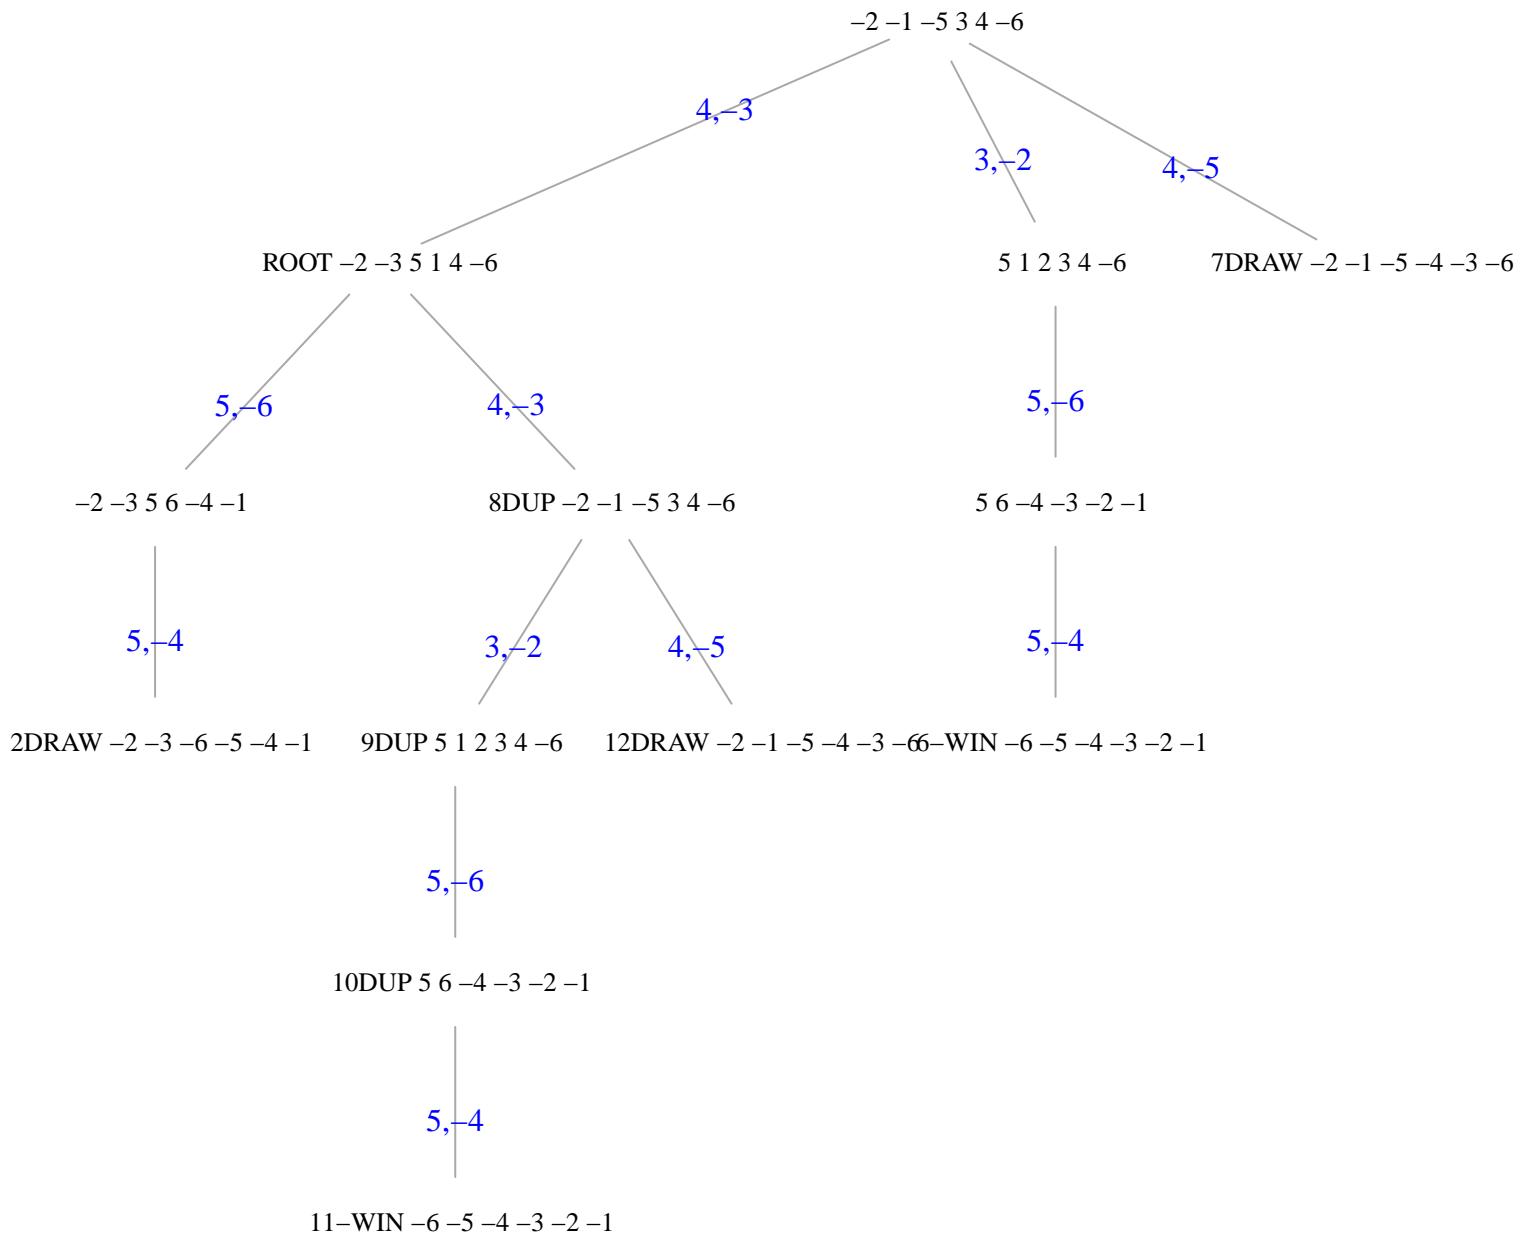 –2 –1 –5 3 4 –6
4,–3
3,–2
4,–5
ROOT –2 –3 5 1 4 –6
5 1 2 3 4 –6
7DRAW –2 –1 –5 –4 –3 –6
5,–6
4,–3
5,–6
–2 –3 5 6 –4 –1
8DUP –2 –1 –5 3 4 –6
5 6 –4 –3 –2 –1
5,–4
3,–2
4,–5
5,–4
2DRAW –2 –3 –6 –5 –4 –1
9DUP 5 1 2 3 4 –6
12DRAW –2 –1 –5 –4 –3 –6
6–WIN –6 –5 –4 –3 –2 –1
5,–6
10DUP 5 6 –4 –3 –2 –1
5,–4
11–WIN –6 –5 –4 –3 –2 –1